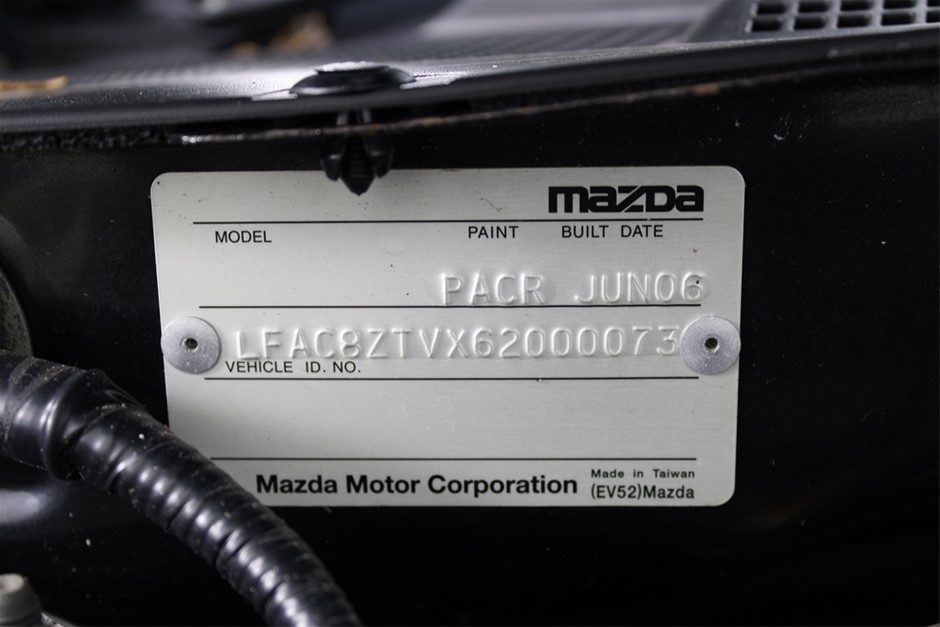 mazda
MODEL PAINT BUILT DATE
PACR JUN06
LFAC8ZTVX62000073
VEHICLE ID. NO.
Mazda Motor Corporation
Made in Taiwan
(EV52)Mazda